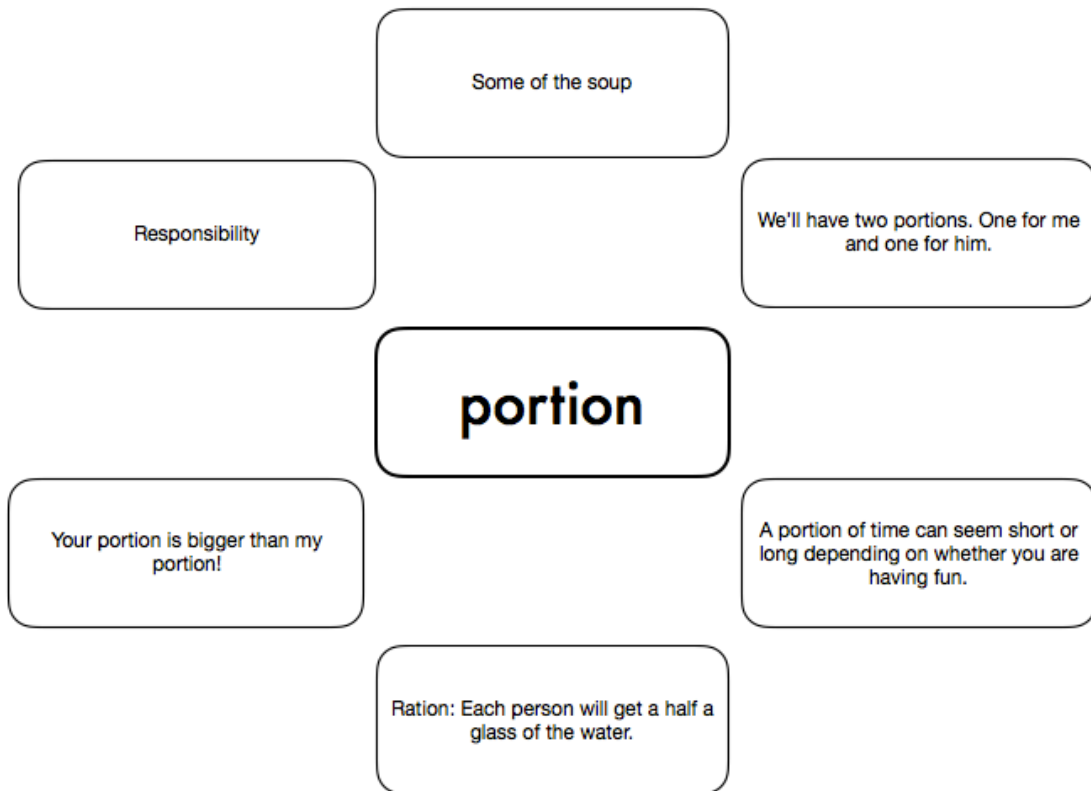 Some of the soup
Responsibility
We'll have two portions. One for me
and one for him.
portion
Your portion is bigger than my
portion!
A portion of time can seem short or
long depending on whether you are
having fun.
Ration: Each person will get a half a
glass of the water.